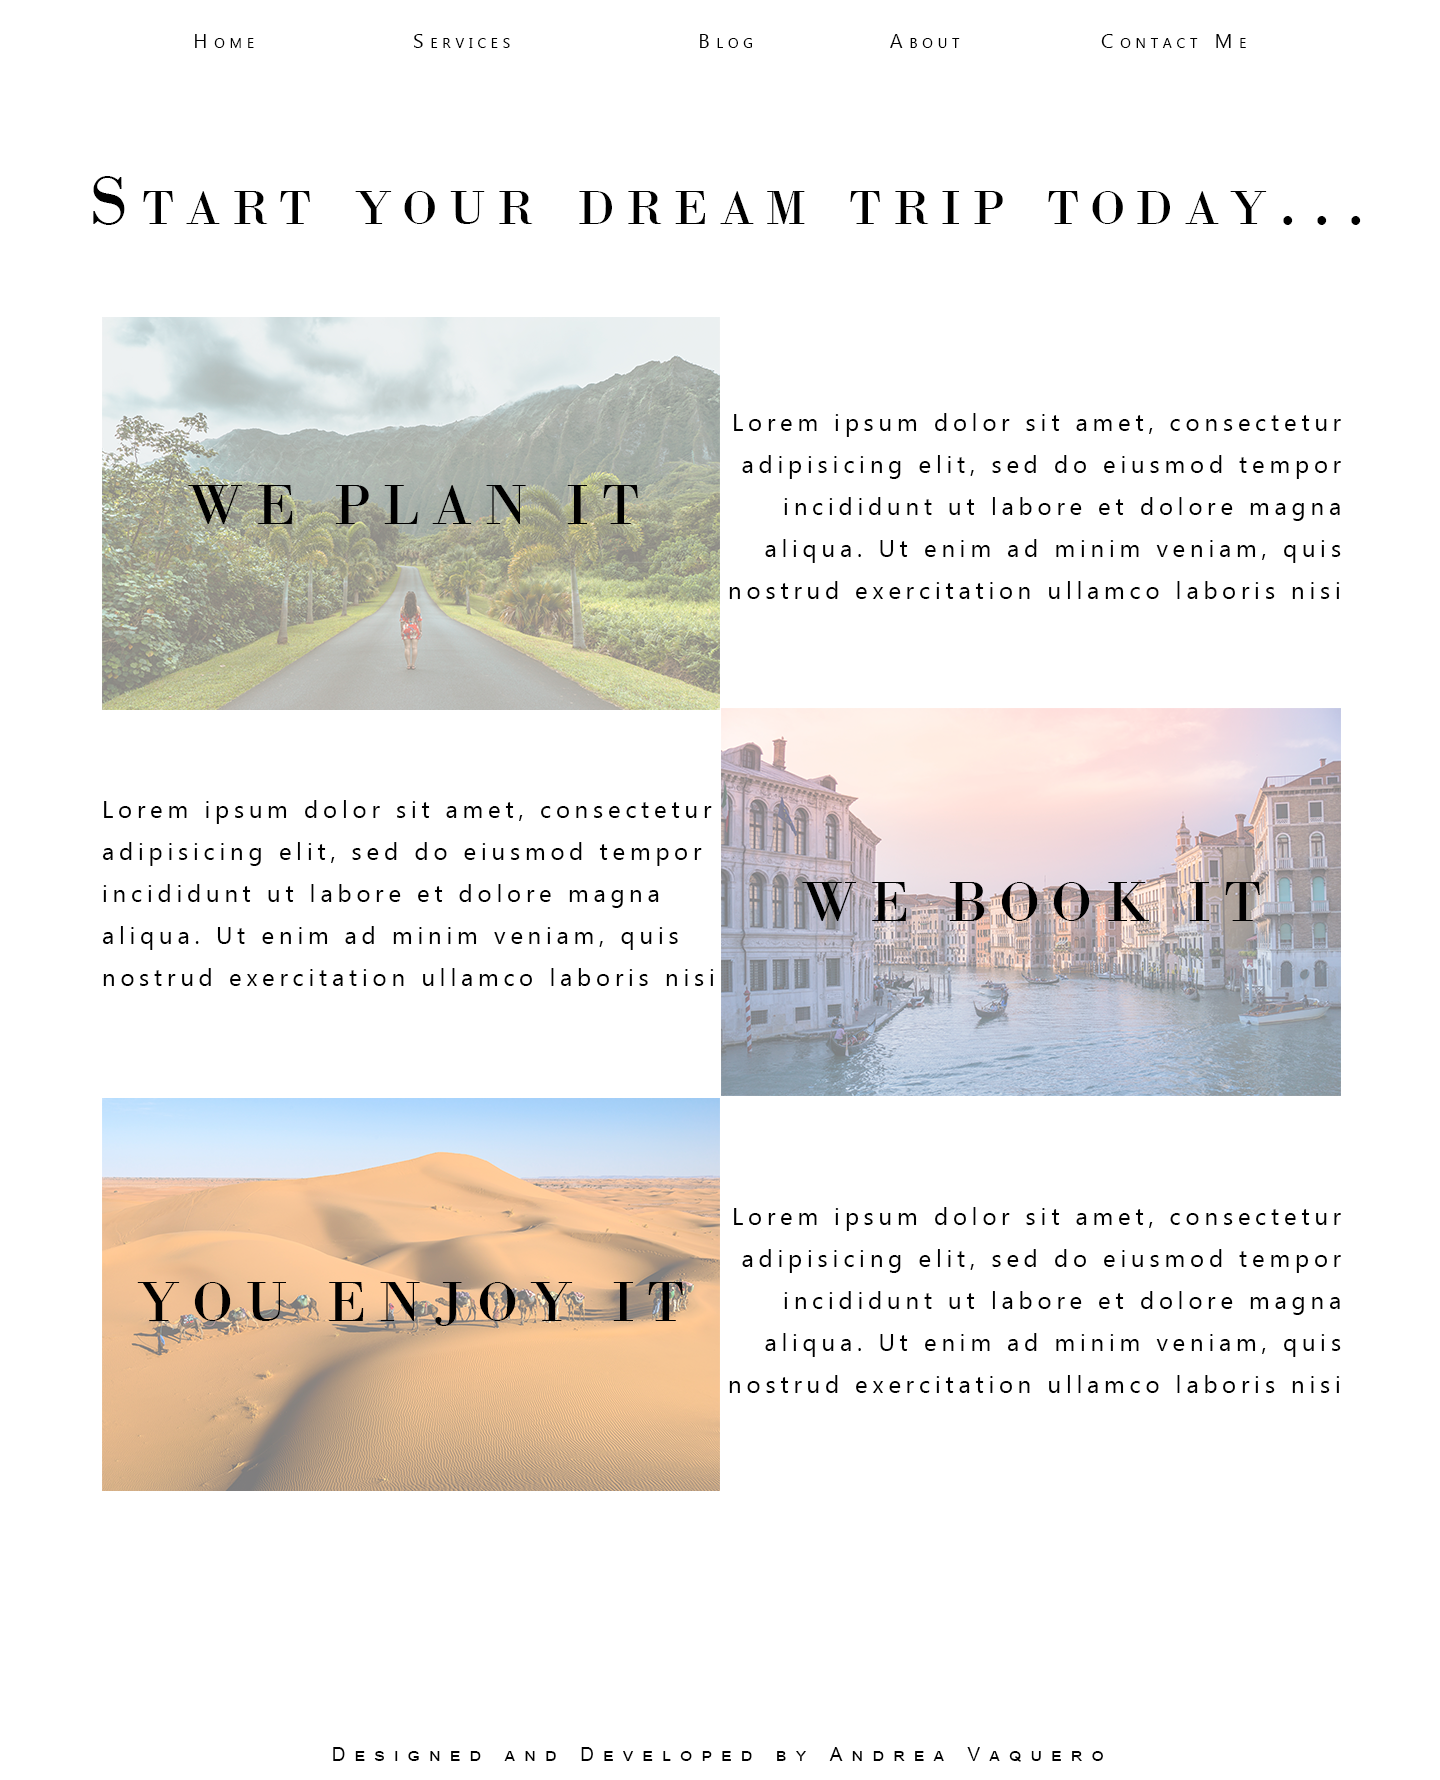 Home Services Blog About Contact Me
Start your dream trip today...
WE PLAN IT
Lorem ipsum dolor sit amet, consectetur
adipisicing elit, sed do eiusmod tempor
incididunt ut labore et dolore magna
aliqua. Ut enim ad minim veniam, quis
nostrud exercitation ullamco laboris nisi
Lorem ipsum dolor sit amet, consectetur
adipisicing elit, sed do eiusmod tempor
incididunt ut labore et dolore magna
aliqua. Ut enim ad minim veniam, quis
nostrud exercitation ullamco laboris nisi
WE BOOK IT
YOU ENJOY IT
Lorem ipsum dolor sit amet, consectetur
adipisicing elit, sed do eiusmod tempor
incididunt ut labore et dolore magna
aliqua. Ut enim ad minim veniam, quis
nostrud exercitation ullamco laboris nisi
Designed and Developed by Andrea Vaquero